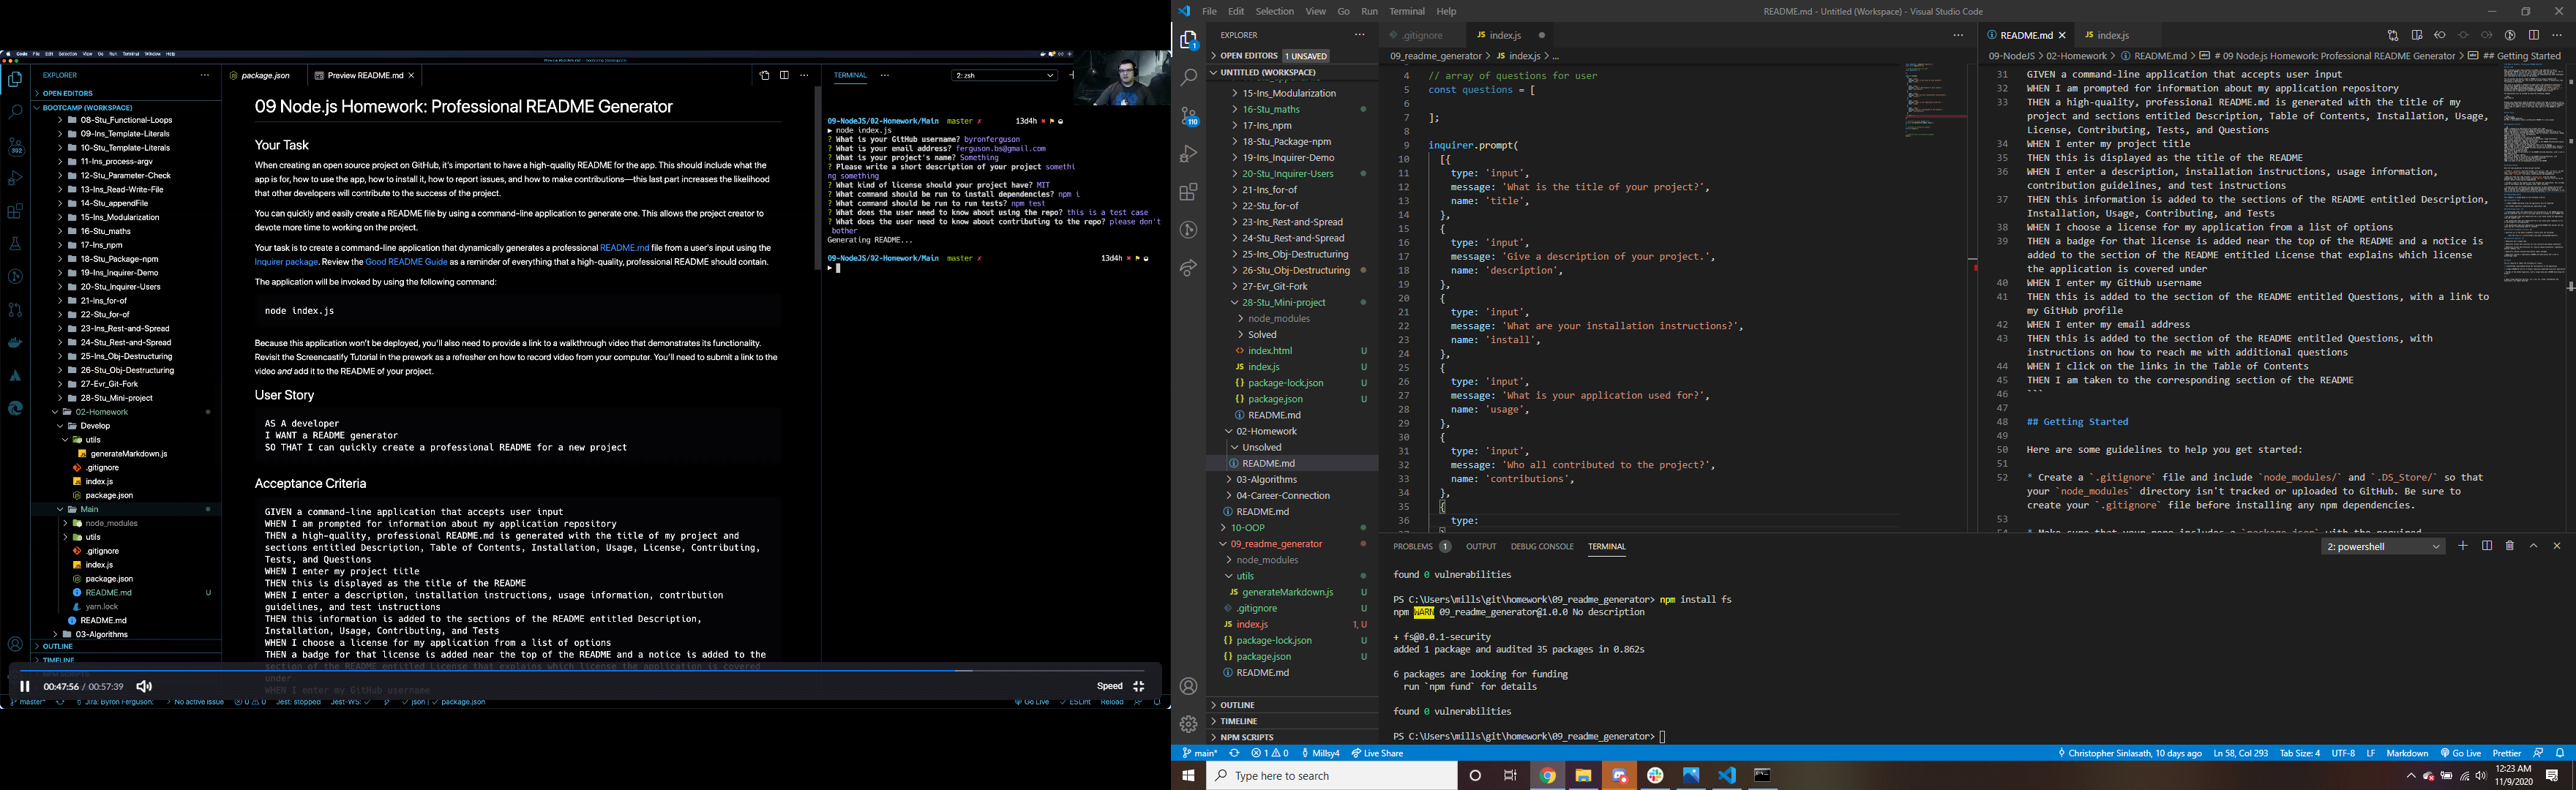 Code File Edit Selection View Go Run Terminal Window Help
EXPLORER
OPEN EDITORS
BOOTCAMP (WORKSPACE)
08-Stu_Functional-Loops
09-Ins_Template-Literals
10-Stu_Template-Literals
11-Ins_process-argv
12-Stu_Parameter-Check
13-Ins_Read-Write-File
14-Stu_appendFile
15-Ins_Modularization
16-Stu_maths
17-Ins_npm
18-Stu_Package-npm
19-Ins_Inquirer-Demo
20-Stu_Inquirer-Users
21-Ins_for-of
22-Stu_for-of
23-Ins_Rest-and-Spread
24-Stu_Rest-and-Spread
25-Ins_Obj-Destructuring
26-Stu_Obj-Destructuring
27-Evr_Git-Fork
28-Stu_Mini-project
02-Homework
Develop
utils
generateMarkdown.js
.gitignore
index.js
package.json
Main
node_modules
utils
.gitignore
index.js
package.json
README.md U
yarn.lock
README.md
03-Algorithms
OUTLINE
TIMELINE
392
package.json
Preview README.md
09 Node.js Homework: Professional README Generator
Your Task
When creating an open source project on GitHub, it's important to have a high-quality README for the app. This should include what the
app is for, how to use the app, how to install it, how to report issues, and how to make contributions—this last part increases the likelihood
that other developers will contribute to the success of the project.
You can quickly and easily create a README file by using a command-line application to generate one. This allows the project creator to
devote more time to working on the project.
Your task is to create a command-line application that dynamically generates a professional README.md file from a user's input using the
Inquirer package. Review the Good README Guide as a reminder of everything that a high-quality, professional README should contain.
The application will be invoked by using the following command:
node index.js
Because this application won't be deployed, you'll also need to provide a link to a walkthrough video that demonstrates its functionality.
Revisit the Screencastify Tutorial in the prework as a refresher on how to record video from your computer. You'll need to submit a link to the
video and add it to the README of your project.
User Story
AS A developer
I WANT a README generator
SO THAT I can quickly create a professional README for a new project
Acceptance Criteria
GIVEN a command-line application that accepts user input
WHEN I am prompted for information about my application repository
THEN a high-quality, professional README.md is generated with the title of my project and
sections entitled Description, Table of Contents, Installation, Usage, License, Contributing,
Tests, and Questions
WHEN I enter my project title
THEN this is displayed as the title of the README
WHEN I enter a description, installation instructions, usage information, contribution
guidelines, and test instructions
THEN this information is added to the sections of the README entitled Description,
Installation, Usage, Contributing, and Tests
WHEN I choose a license for my application from a list of options
THEN a badge for that license is added near the top of the README and a notice is added to the
section of the README entitled License that explains which license the application is covered
under
WHEN I enter my GitHub username
TERMINAL
2: zsh
09-NodeJS/02-Homework/Main master ✗ 13d4h
node index.js
? What is your GitHub username? byronferguson
? What is your email address? ferguson.bs@gmail.com
? What is your project's name? Something
? Please write a short description of your project somethi
ng something
? What kind of license should your project have? MIT
? What command should be run to install dependencies? npm i
? What command should be run to run tests? npm test
? What does the user need to know about using the repo? this is a test case
? What does the user need to know about contributing to the repo? please don't
bother
Generating README...
09-NodeJS/02-Homework/Main master ✗ 13d4h
00:47:56 / 00:57:39
Speed
master* Jira: Byron Ferguson: No active issue 0 0 Jest: stopped Jest-WS: json | package.json Go Live ESLint Reload
File Edit Selection View Go Run Terminal Help
README.md - Untitled (Workspace) - Visual Studio Code
1
110
EXPLORER
OPEN EDITORS 1 UNSAVED
UNTITLED (WORKSPACE)
15-Ins_Modularization
16-Stu_maths
17-Ins_npm
18-Stu_Package-npm
19-Ins_Inquirer-Demo
20-Stu_Inquirer-Users
21-Ins_for-of
22-Stu_for-of
23-Ins_Rest-and-Spread
24-Stu_Rest-and-Spread
25-Ins_Obj-Destructuring
26-Stu_Obj-Destructuring
27-Evr_Git-Fork
28-Stu_Mini-project
node_modules
Solved
index.html U
index.js U
package-lock.json U
package.json U
README.md
02-Homework
Unsolved
README.md
03-Algorithms
04-Career-Connection
README.md
10-OOP
09_readme_generator
node_modules
utils
generateMarkdown.js U
.gitignore U
index.js 1, U
package-lock.json U
package.json U
README.md
OUTLINE
TIMELINE
NPM SCRIPTS
.gitignore
index.js
09_readme_generator > index.js > ...
4 // array of questions for user
5 const questions = [
6
7 ];
8
9 inquirer.prompt(
10 [{
11 type: 'input',
12 message: 'What is the title of your project?',
13 name: 'title',
14 },
15 {
16 type: 'input',
17 message: 'Give a description of your project.',
18 name: 'description',
19 },
20 {
21 type: 'input',
22 message: 'What are your installation instructions?',
23 name: 'install',
24 },
25 {
26 type: 'input',
27 message: 'What is your application used for?',
28 name: 'usage',
29 },
30 {
31 type: 'input',
32 message: 'Who all contributed to the project?',
33 name: 'contributions',
34 },
35 {
36 type:
README.md
index.js
09-NodeJS > 02-Homework > README.md > # 09 Node.js Homework: Professional README Generator > ## Getting Started
31 GIVEN a command-line application that accepts user input
32 WHEN I am prompted for information about my application repository
33 THEN a high-quality, professional README.md is generated with the title of my
project and sections entitled Description, Table of Contents, Installation, Usage,
License, Contributing, Tests, and Questions
34 WHEN I enter my project title
35 THEN this is displayed as the title of the README
36 WHEN I enter a description, installation instructions, usage information,
contribution guidelines, and test instructions
37 THEN this information is added to the sections of the README entitled Description,
Installation, Usage, Contributing, and Tests
38 WHEN I choose a license for my application from a list of options
39 THEN a badge for that license is added near the top of the README and a notice is
added to the section of the README entitled License that explains which license
the application is covered under
40 WHEN I enter my GitHub username
41 THEN this is added to the section of the README entitled Questions, with a link to
my GitHub profile
42 WHEN I enter my email address
43 THEN this is added to the section of the README entitled Questions, with
instructions on how to reach me with additional questions
44 WHEN I click on the links in the Table of Contents
45 THEN I am taken to the corresponding section of the README
46 ```
47
48 ## Getting Started
49
50 Here are some guidelines to help you get started:
51
52 * Create a `.gitignore` file and include `node_modules/` and `.DS_Store/` so that
your `node_modules` directory isn't tracked or uploaded to GitHub. Be sure to
create your `.gitignore` file before installing any npm dependencies.
53
54 * Make sure that your repo includes a `package.json` with the required
PROBLEMS 1 OUTPUT DEBUG CONSOLE TERMINAL
2: powershell
found 0 vulnerabilities
PS C:\Users\mills\git\homework\09_readme_generator> npm install fs
npm WARN 09_readme_generator@1.0.0 No description
+ fs@0.0.1-security
added 1 package and audited 35 packages in 0.862s
6 packages are looking for funding
run `npm fund` for details
found 0 vulnerabilities
PS C:\Users\mills\git\homework\09_readme_generator>
main* 1 0 Millsy4 Live Share
Christopher Sinlasath, 10 days ago Ln 58, Col 293 Tab Size: 4 UTF-8 LF Markdown Go Live Prettier
Type here to search
12:23 AM
11/9/2020